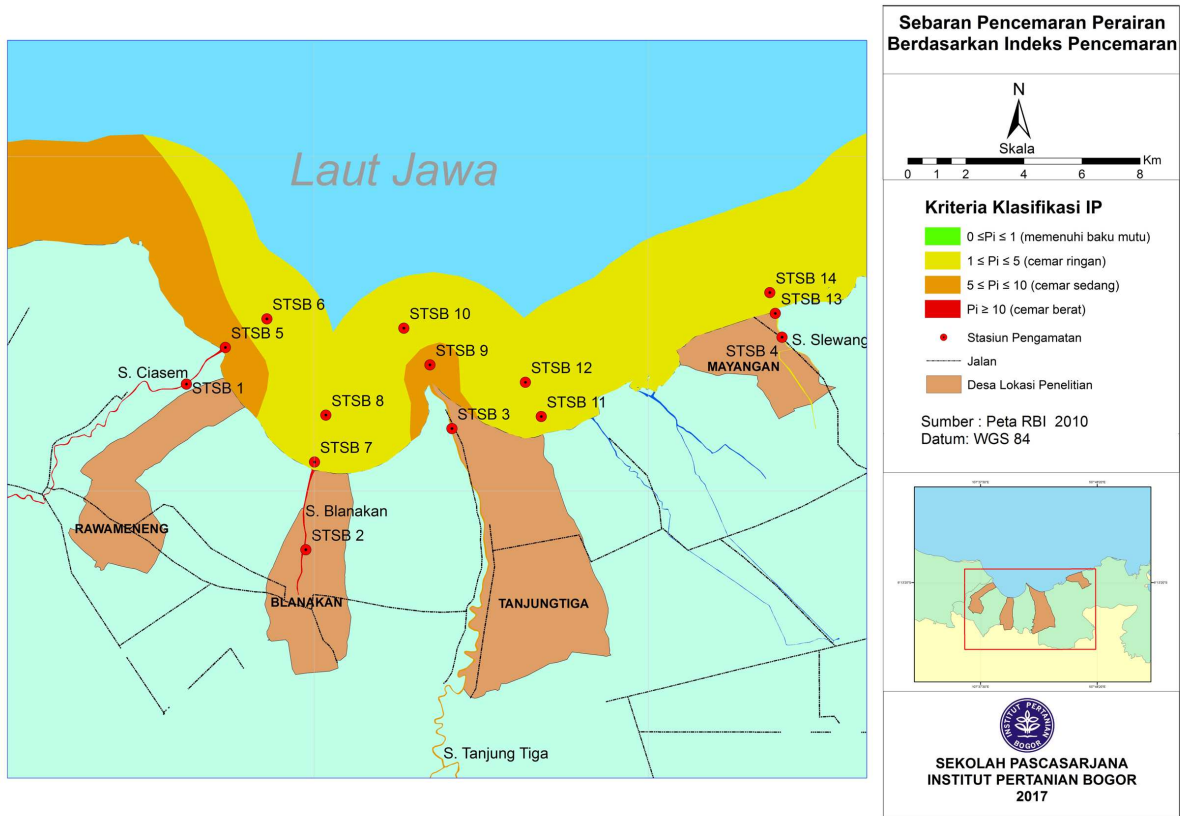 Sebaran Pencemaran Perairan
Berdasarkan Indeks Pencemaran
N
Skala
Km
0 1 2 4 6 8
Kriteria Klasifikasi IP
0 ≤Pi ≤ 1 (memenuhi baku mutu)
1 ≤ Pi ≤ 5 (cemar ringan)
5 ≤ Pi ≤ 10 (cemar sedang)
Pi ≥ 10 (cemar berat)
Stasiun Pengamatan
Jalan
Desa Lokasi Penelitian
Sumber : Peta RBI 2010
Datum: WGS 84
INSTITUT PERTANIAN
BOGOR
SEKOLAH PASCASARJANA
INSTITUT PERTANIAN BOGOR
2017
Laut Jawa
STSB 14
STSB 13
STSB 6
STSB 10
STSB 5
S. Slewang
STSB 4
MAYANGAN
STSB 9
S. Ciasem
STSB 12
STSB 1
STSB 8
STSB 3
STSB 11
STSB 7
S. Blanakan
RAWAMENENG
STSB 2
BLANAKAN
TANJUNGTIGA
S. Tanjung Tiga